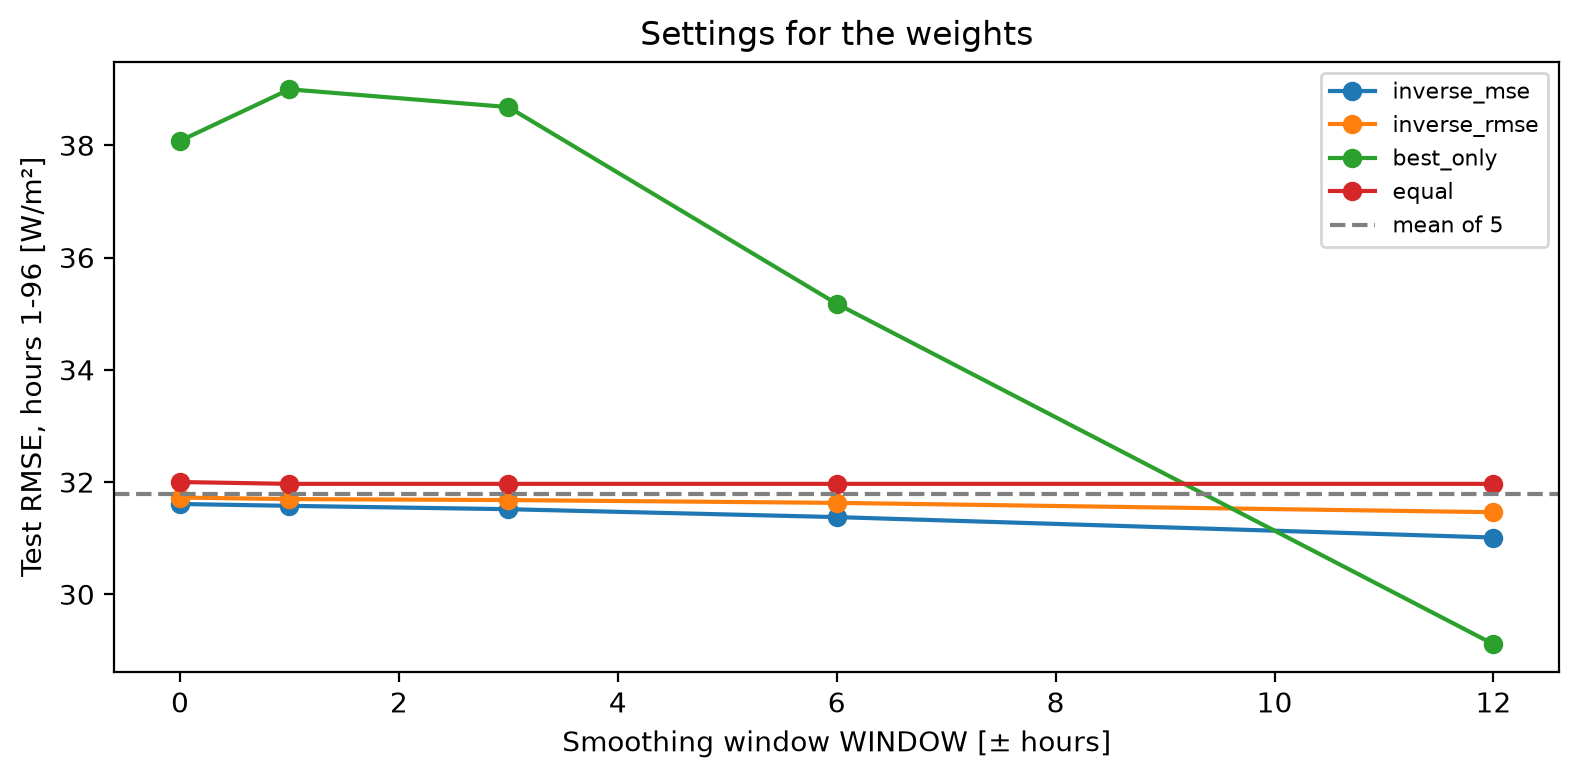 Settings for the weights
Test RMSE, hours 1-96 [W/m²]
38
36
34
32
30
inverse_mse
inverse_rmse
best_only
equal
mean of 5
0 2 4 6 8 10 12
Smoothing window WINDOW [± hours]